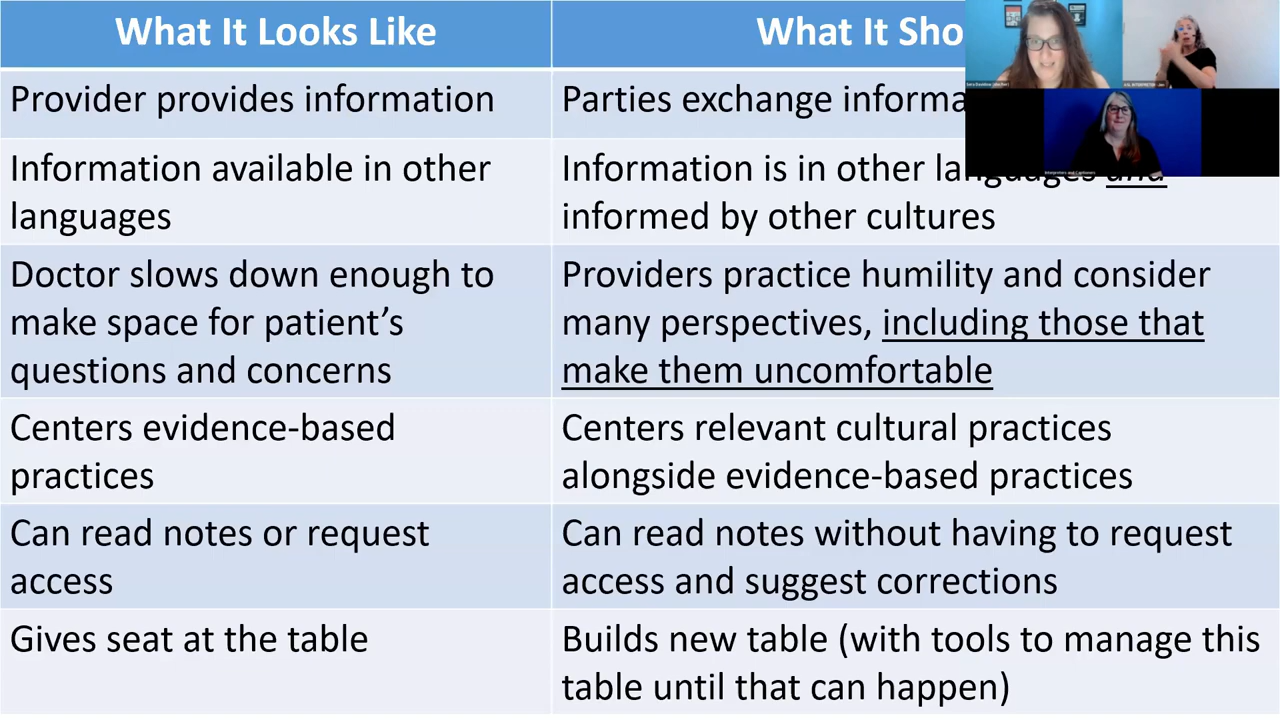 What It Looks Like
What It Sho
Provider provides information
Parties exchange informa
Information available in other
languages
Information is in other languages and
informed by other cultures
Doctor slows down enough to
make space for patient’s
questions and concerns
Providers practice humility and consider
many perspectives, including those that
make them uncomfortable
Centers evidence-based
practices
Centers relevant cultural practices
alongside evidence-based practices
Can read notes or request
access
Can read notes without having to request
access and suggest corrections
Gives seat at the table
Builds new table (with tools to manage this
table until that can happen)
Interpreters and Captioners